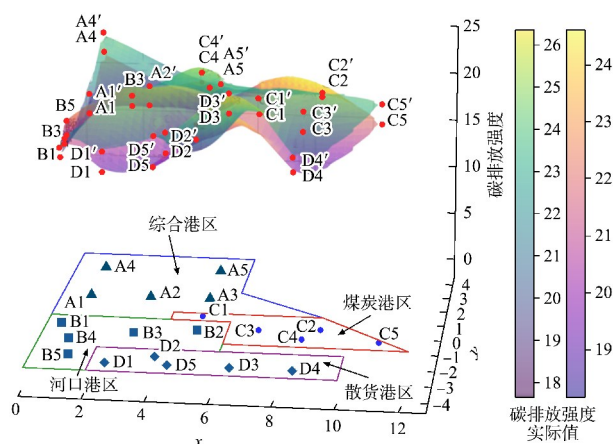 A4′
A4
C4′
C4
A5′
A5
B3 A2′
C2′
C2
A1′
A1
B5
D3′
D3
C1′
C1
C3′
C3
C5′
C5
B3
B1
D1′
D1
D5′
D5
D2′
D2
D4′
D4
25
20
15
10
5
0
碳排放强度
综合港区
A4
A5
煤炭港区
A1
A2
A3
C1
B1
B4
B3
B2
C3
C2
C4
C5
B5
D2
D1
D5
D3
D4
河口港区
散货港区
4
3
2
1
0
−1
−2
−3
−4
y
0
2
4
6
8
10
12
x
26
25
24
23
22
21
20
19
18
24
23
22
21
20
19
18
碳排放强度
实际值